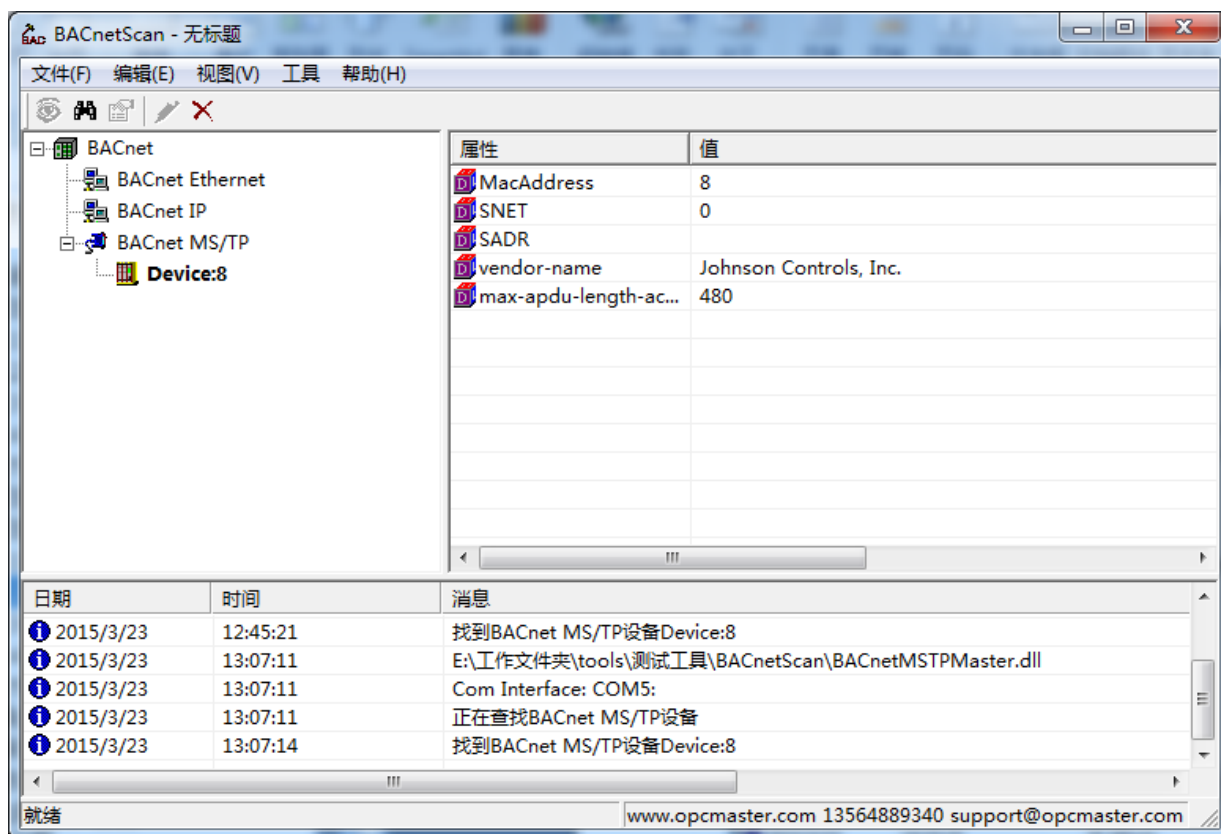 BACnetScan - 无标题
文件(F) 编辑(E) 视图(V) 工具 帮助(H)
BACnet
BACnet Ethernet
BACnet IP
BACnet MS/TP
Device:8
属性 值
MacAddress 8
SNET 0
SADR
vendor-name Johnson Controls, Inc.
max-apdu-length-ac... 480
日期 时间 消息
2015/3/23 12:45:21 找到BACnet MS/TP设备Device:8
2015/3/23 13:07:11 E:\工作文件夹\tools\测试工具\BACnetScan\BACnetMSTPMaster.dll
2015/3/23 13:07:11 Com Interface: COM5:
2015/3/23 13:07:11 正在查找BACnet MS/TP设备
2015/3/23 13:07:14 找到BACnet MS/TP设备Device:8
就绪 www.opcmaster.com 13564889340 support@opcmaster.com